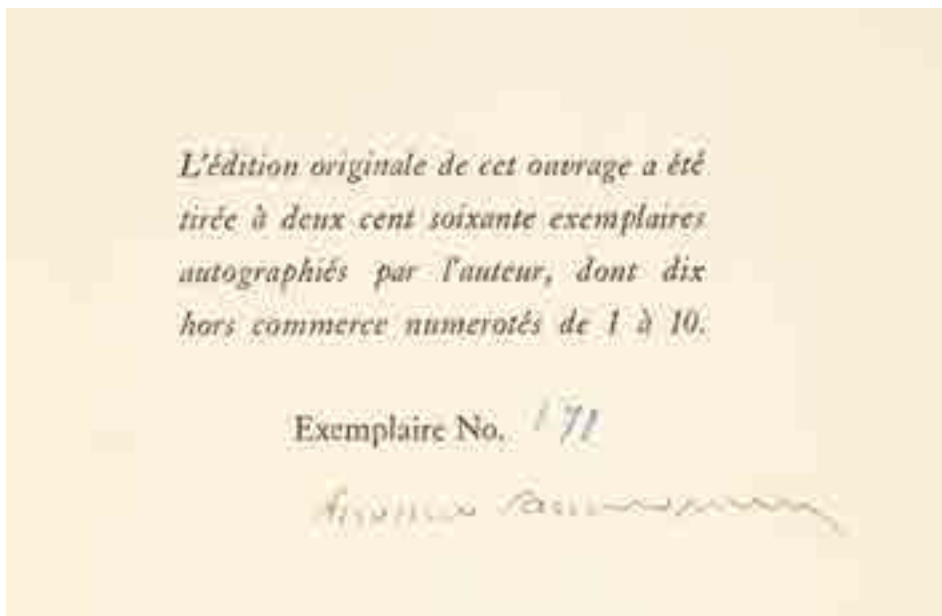 L'édition originale de cet ouvrage a été
tirée à deux cent soixante exemplaires
autographiés par l'auteur, dont dix
hors commerce numerotés de 1 à 10.
Exemplaire No.